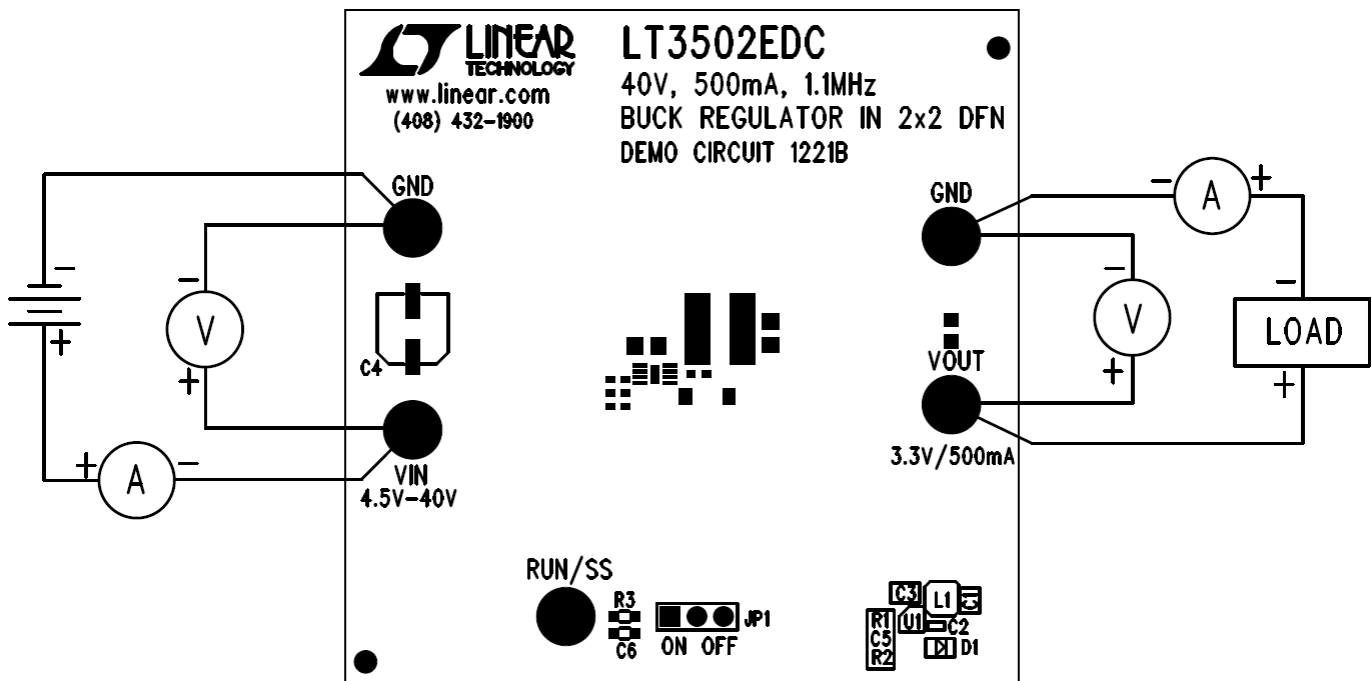 LINEAR
TECHNOLOGY
www.linear.com
(408) 432-1900
LT3502EDC
40V, 500mA, 1.1MHz
BUCK REGULATOR IN 2x2 DFN
DEMO CIRCUIT 1221B
GND
GND
- A +
-
-
-
-
V
V
LOAD
+
+
+
+
C4
VOUT
3.3V/500mA
+ A -
VIN
4.5V-40V
RUN/SS
R3
C6
JP1
ON OFF
C3
L1
C1
R1
U1
C2
C5
R2
D1